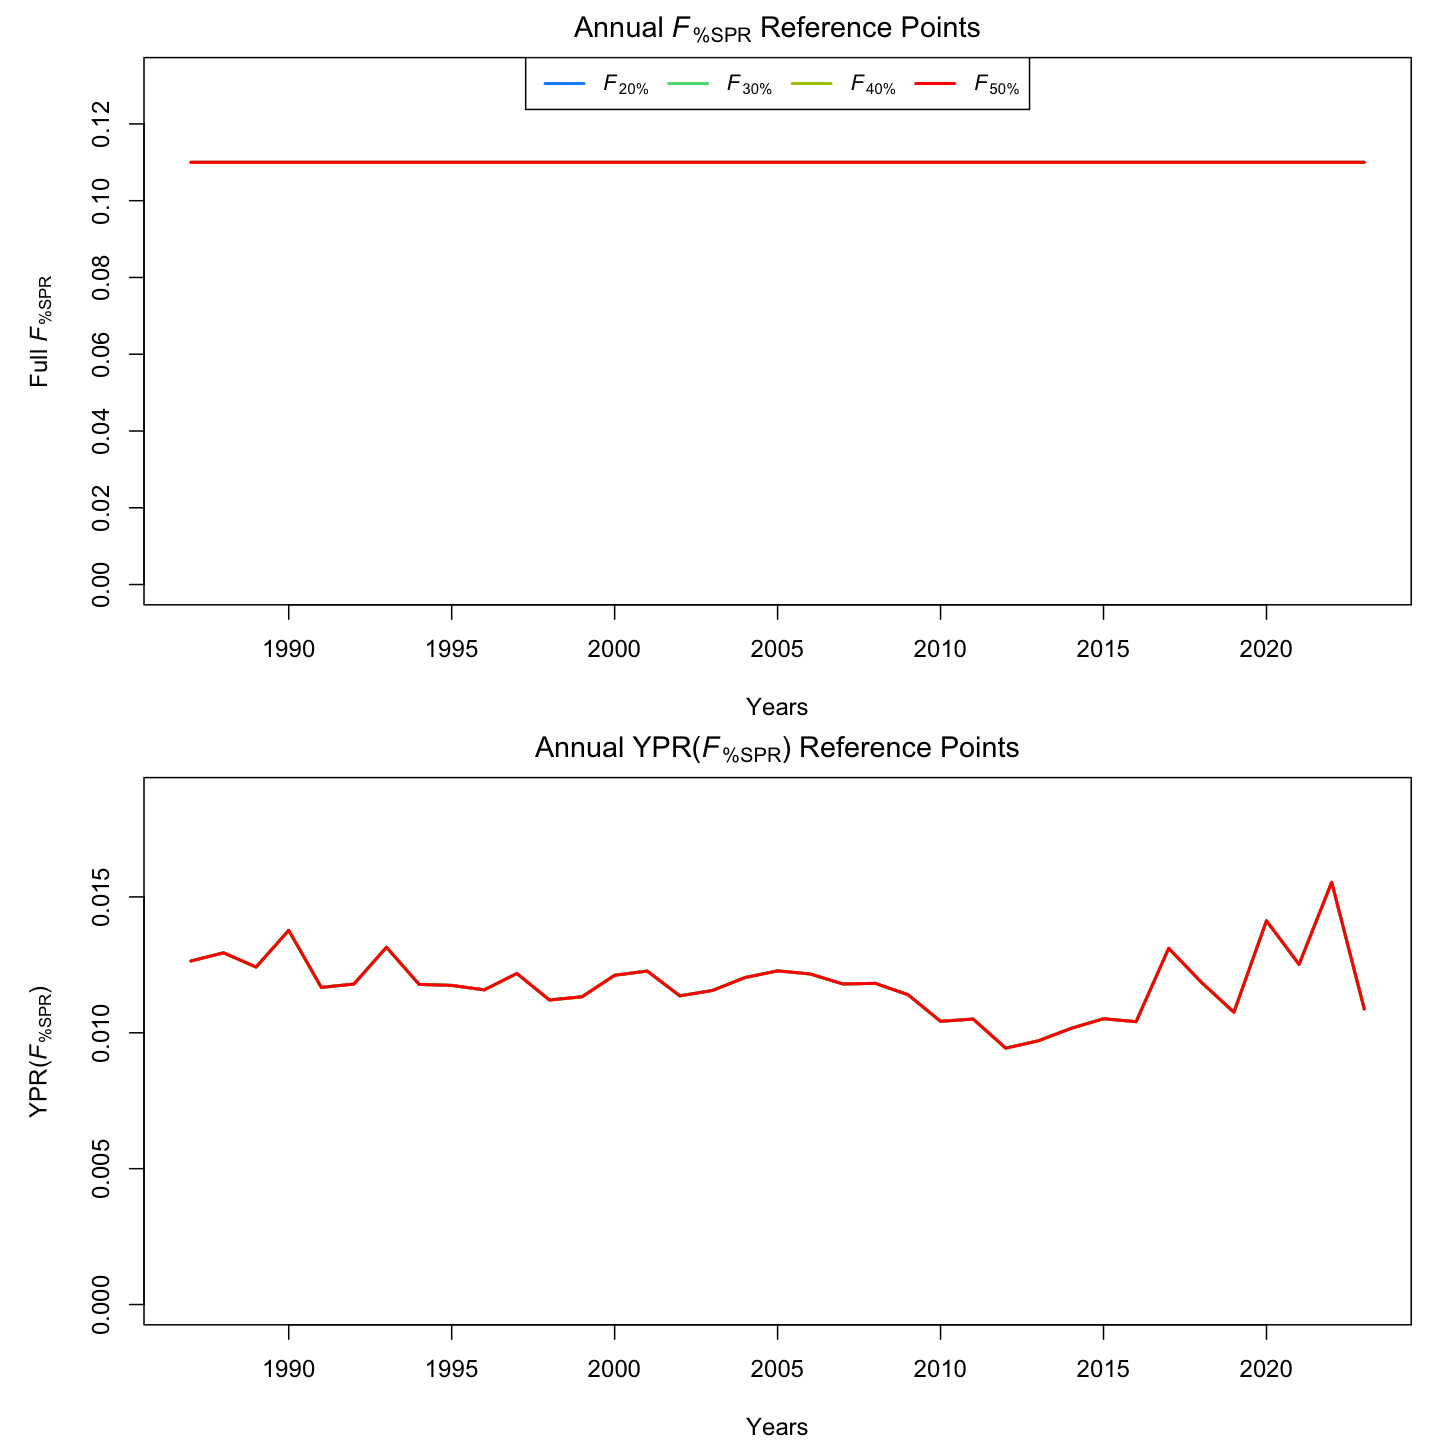 Annual F%SPR Reference Points
F20% F30% F40% F50%
Full F%SPR
0.12
0.10
0.08
0.06
0.04
0.02
0.00
1990 1995 2000 2005 2010 2015 2020
Years
Annual YPR(F%SPR) Reference Points
YPR(F%SPR)
0.015
0.010
0.005
0.000
1990 1995 2000 2005 2010 2015 2020
Years